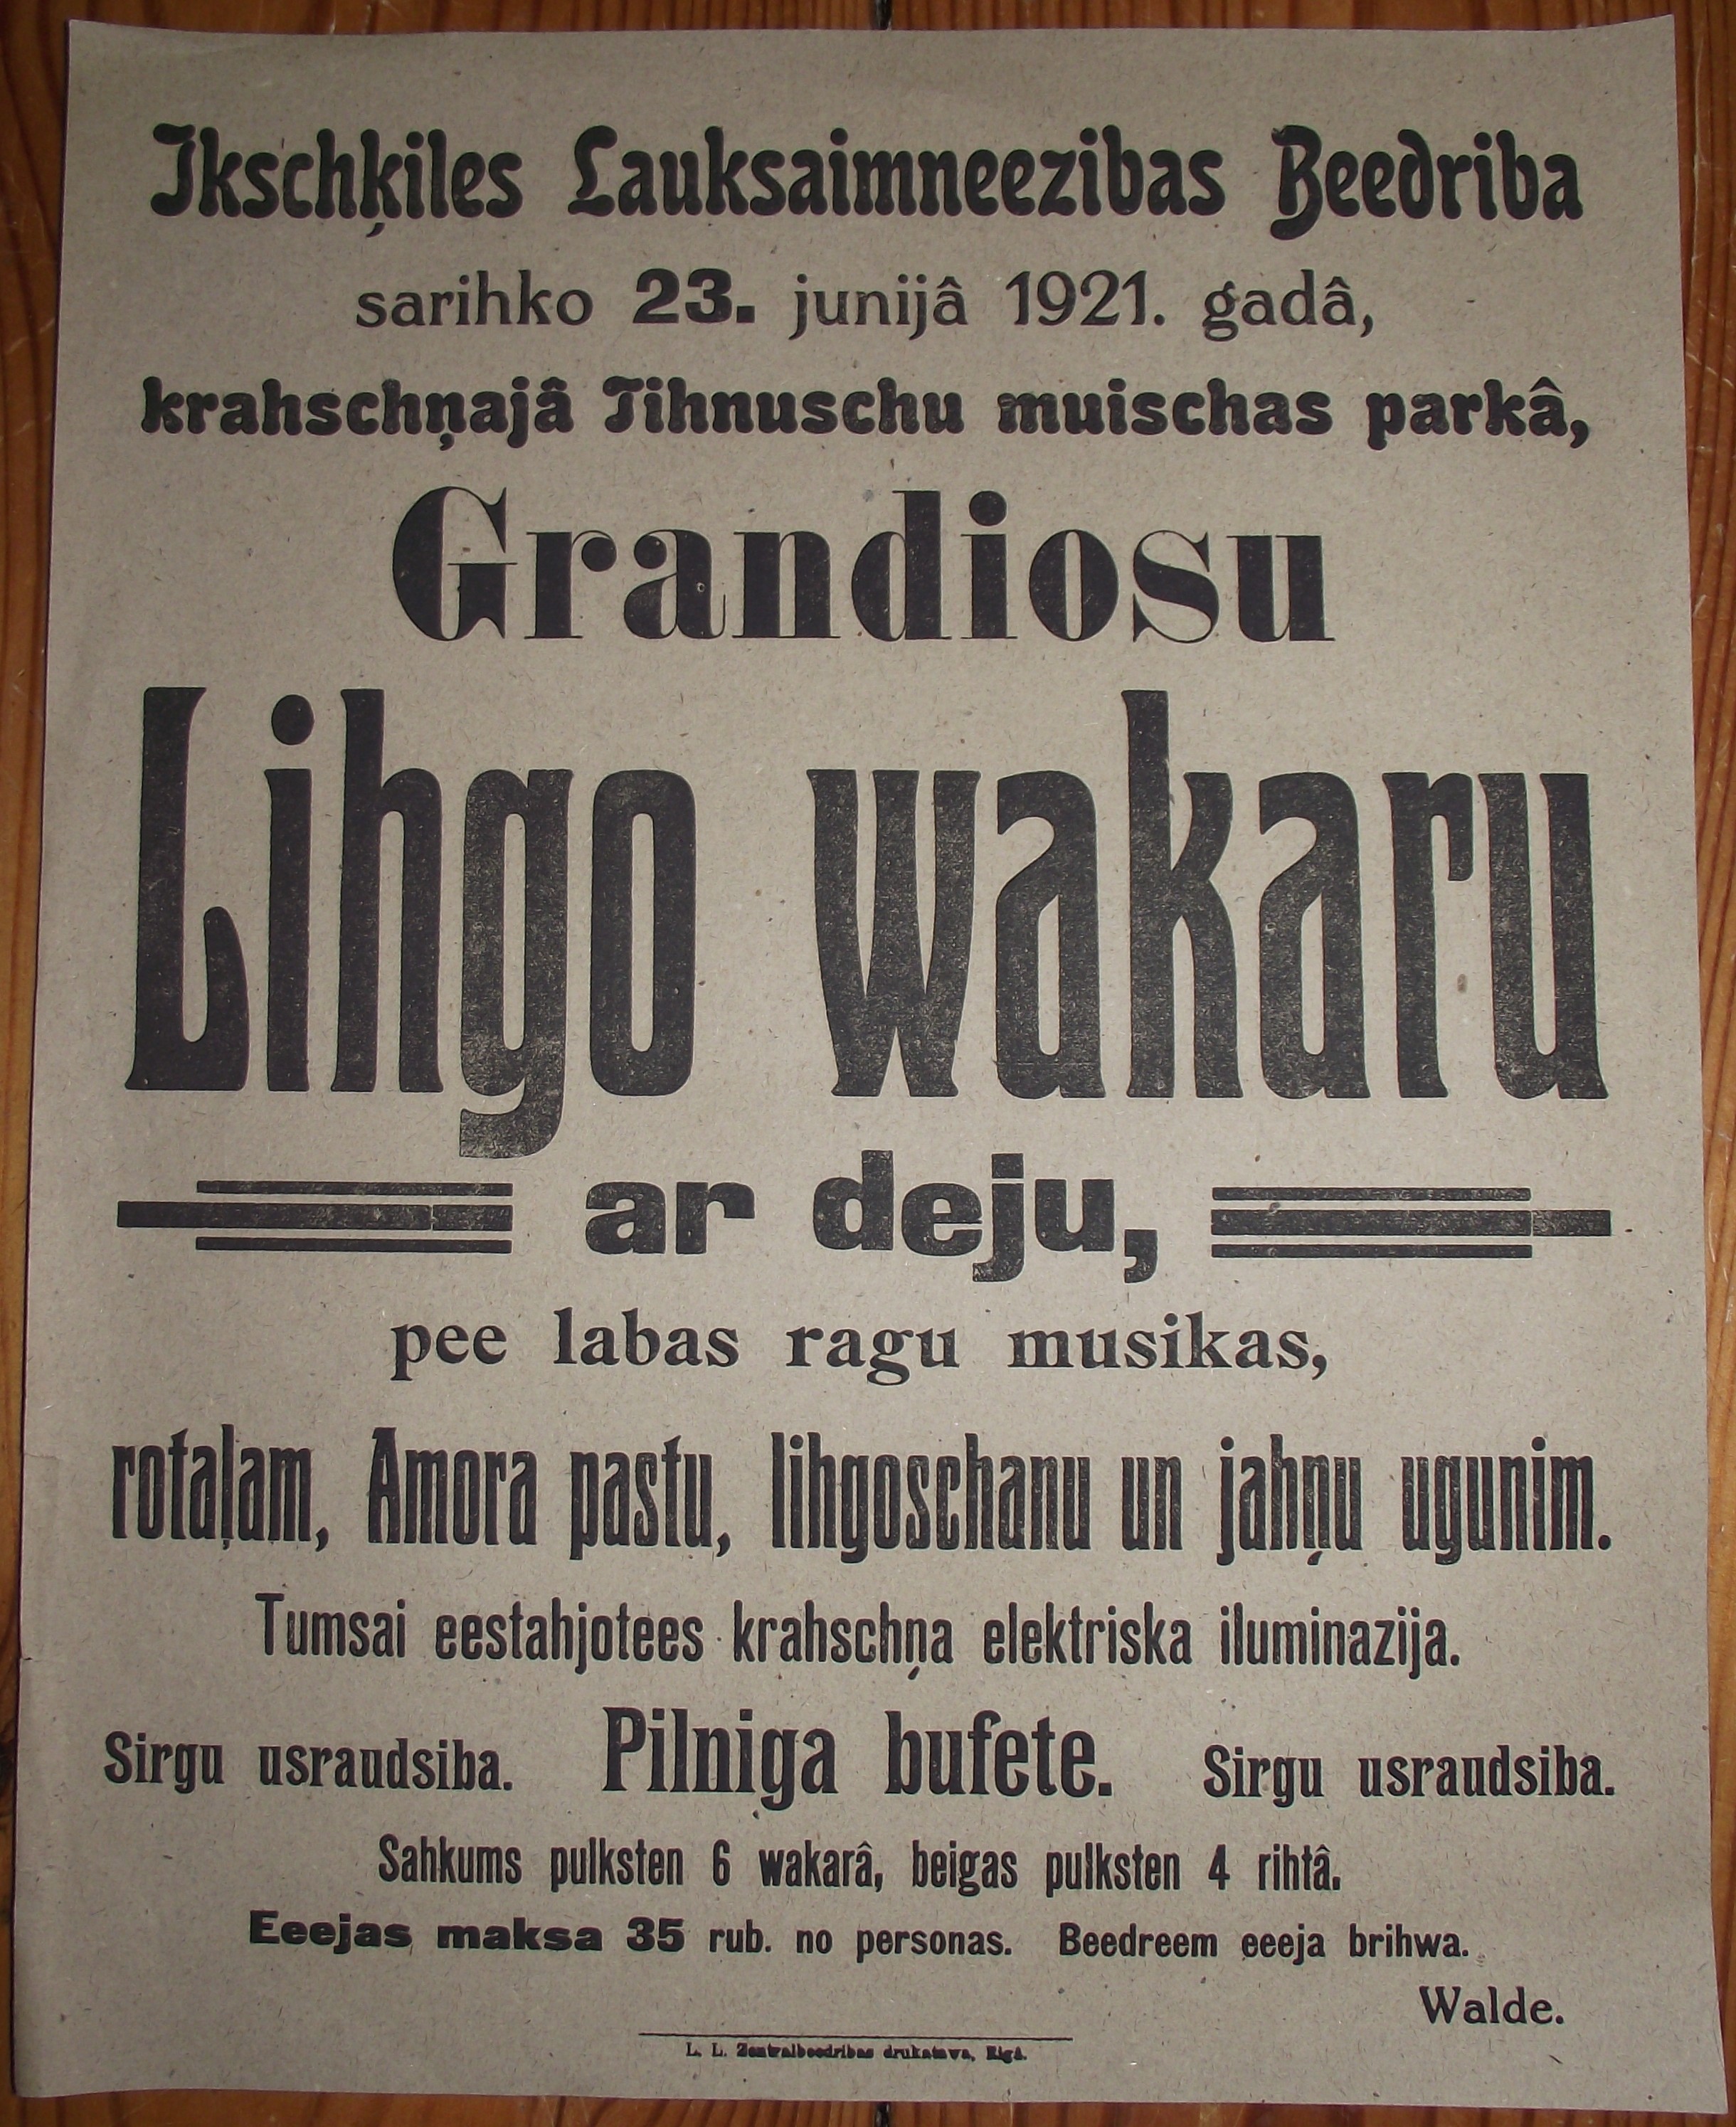 Ikschķiles Lauksaimneezibas Beedriba
sarihko 23. junijâ 1921. gadâ,
krahschņajâ Tihnuschu muischas parkâ,
Grandiosu
Lihgo wakaru
ar deju,
pee labas ragu musikas,
rotaļam, Amora pastu, lihgoschanu un jahņu ugunim.
Tumsai eestahjotees krahschņa elektriska iluminazija.
Sirgu usraudsiba. Pilniga bufete. Sirgu usraudsiba.
Sahkums pulksten 6 wakarâ, beigas pulksten 4 rihtâ.
Eeejas maksa 35 rub. no personas. Beedreem eeeja brihwa.
Walde.
L. L. Zentralbeedribas drukatawa, Rigâ.